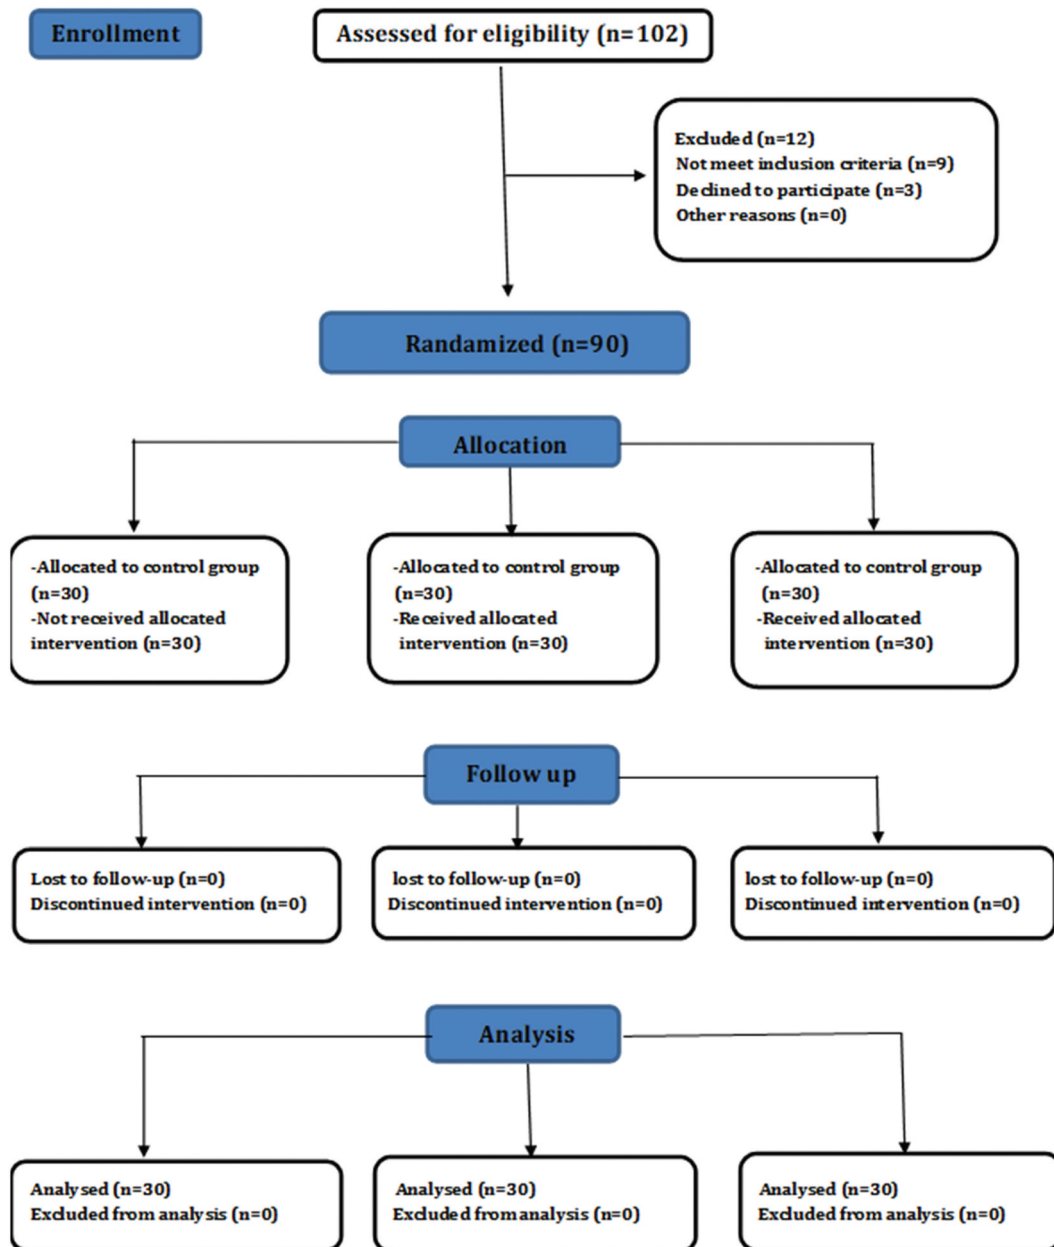 Enrollment
Assessed for eligibility (n=102)
Excluded (n=12)
Not meet inclusion criteria (n=9)
Declined to participate (n=3)
Other reasons (n=0)
Randamized (n=90)
Allocation
-Allocated to control group
(n=30)
-Not received allocated
intervention (n=30)
-Allocated to control group
(n=30)
-Received allocated
intervention (n=30)
-Allocated to control group
(n=30)
-Received allocated
intervention (n=30)
Follow up
Lost to follow-up (n=0)
Discontinued intervention (n=0)
lost to follow-up (n=0)
Discontinued intervention (n=0)
lost to follow-up (n=0)
Discontinued intervention (n=0)
Analysis
Analysed (n=30)
Excluded from analysis (n=0)
Analysed (n=30)
Excluded from analysis (n=0)
Analysed (n=30)
Excluded from analysis (n=0)